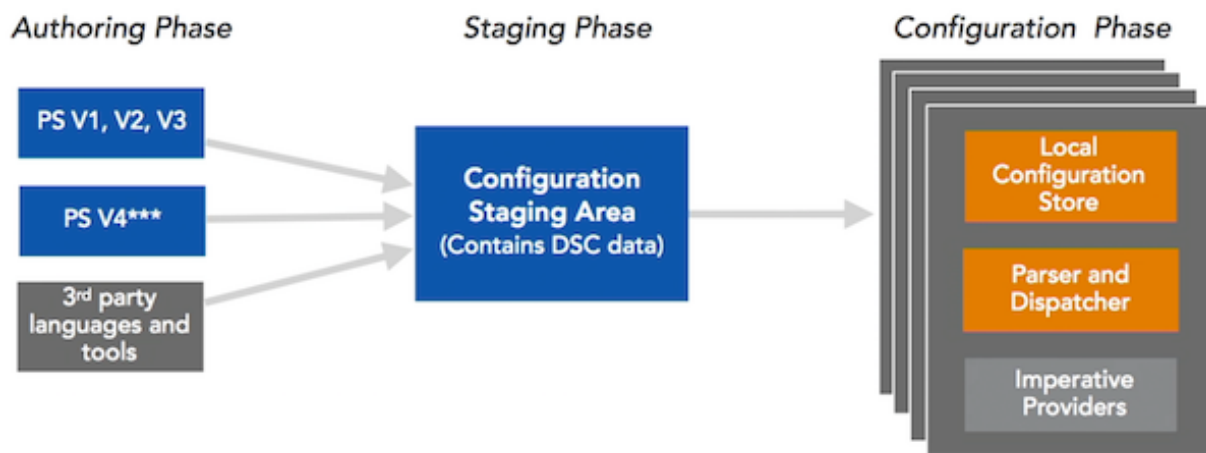 Authoring Phase
Staging Phase
Configuration Phase
PS V1, V2, V3
PS V4***
3rd party
languages and
tools
Configuration
Staging Area
(Contains DSC data)
Local
Configuration
Store
Parser and
Dispatcher
Imperative
Providers